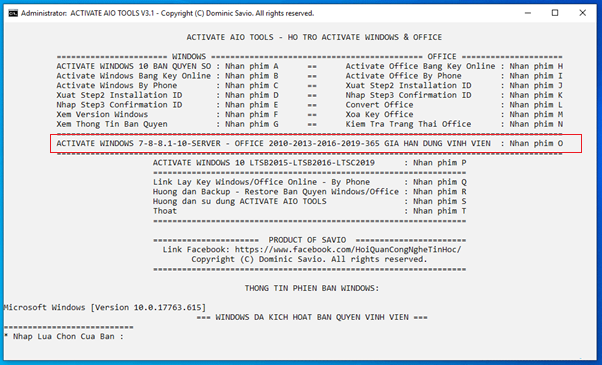 Administrator: ACTIVATE AIO TOOLS V3.1 - Copyright (C) Dominic Savio. All rights reserved.
ACTIVATE AIO TOOLS - HO TRO ACTIVATE WINDOWS & OFFICE
====================== WINDOWS ======================================== OFFICE =====================
ACTIVATE WINDOWS 10 BAN QUYEN SO : Nhan phim A == Activate Office Bang Key Online : Nhan phim H
Activate Windows Bang Key Online : Nhan phim B == Activate Office By Phone : Nhan phim I
Activate Windows By Phone : Nhan phim C == Xuat Step2 Installation ID : Nhan phim J
Xuat Step2 Installation ID : Nhan phim D == Nhap Step3 Confirmation ID : Nhan phim K
Nhap Step3 Confirmation ID : Nhan phim E == Convert Office : Nhan phim L
Xem Version Windows : Nhan phim F == Xoa Key Office : Nhan phim M
Xem Thong Tin Ban Quyen : Nhan phim G == Kiem Tra Trang Thai Office : Nhan phim N
====================================================================================================
ACTIVATE WINDOWS 7-8-8.1-10-SERVER - OFFICE 2010-2013-2016-2019-365 GIA HAN DUNG VINH VIEN : Nhan phim O
====================================================================================================
ACTIVATE WINDOWS 10 LTSB2015-LTSB2016-LTSC2019 : Nhan phim P
==============================================================
Link Lay Key Windows/Office Online - By Phone : Nhan phim Q
Huong dan Backup - Restore Ban Quyen Windows/Office : Nhan phim R
Huong dan su dung ACTIVATE AIO TOOLS : Nhan phim S
Thoat : Nhan phim T
==============================================================
===================== PRODUCT OF SAVIO ======================
Link Facebook: https://www.facebook.com/HoiQuanCongNgheTinHoc/
Copyright (C) Dominic Savio. All rights reserved.
==============================================================
THONG TIN PHIEN BAN WINDOWS:
Microsoft Windows [Version 10.0.17763.615]
=== WINDOWS DA KICH HOAT BAN QUYEN VINH VIEN ===
==========================
* Nhap Lua Chon Cua Ban :